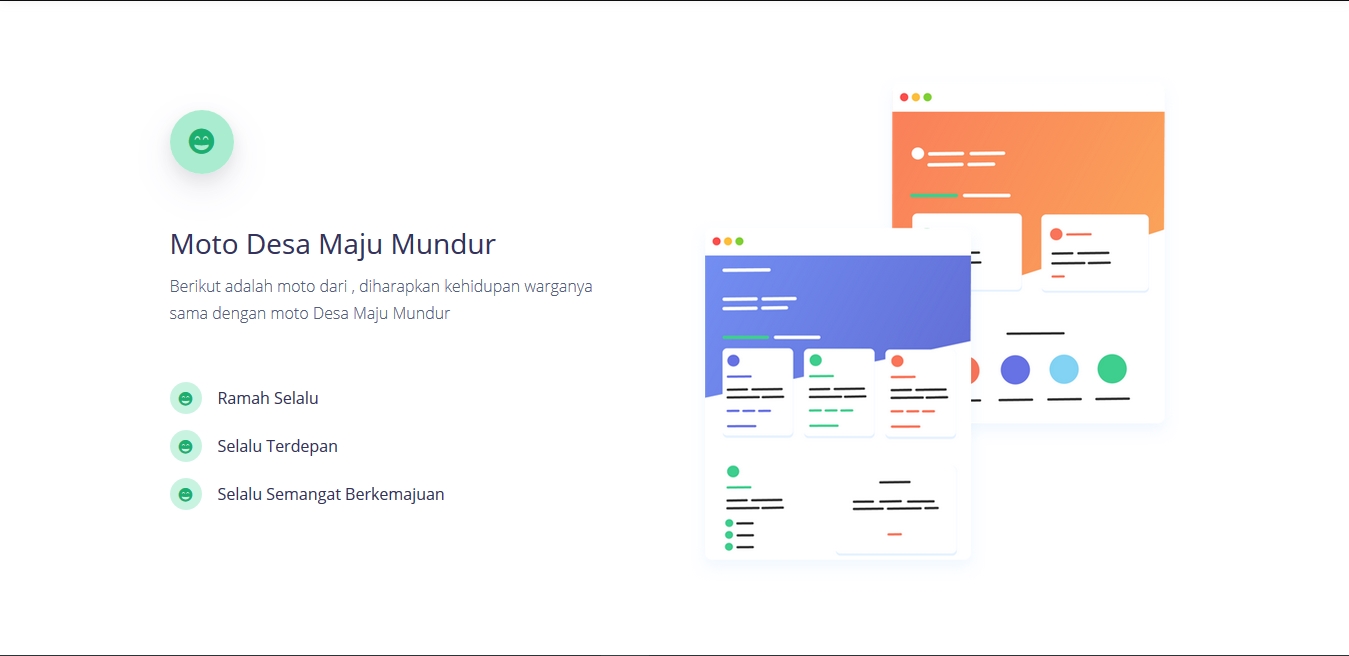 Moto Desa Maju Mundur
Berikut adalah moto dari , diharapkan kehidupan warganya
sama dengan moto Desa Maju Mundur
Ramah Selalu
Selalu Terdepan
Selalu Semangat Berkemajuan